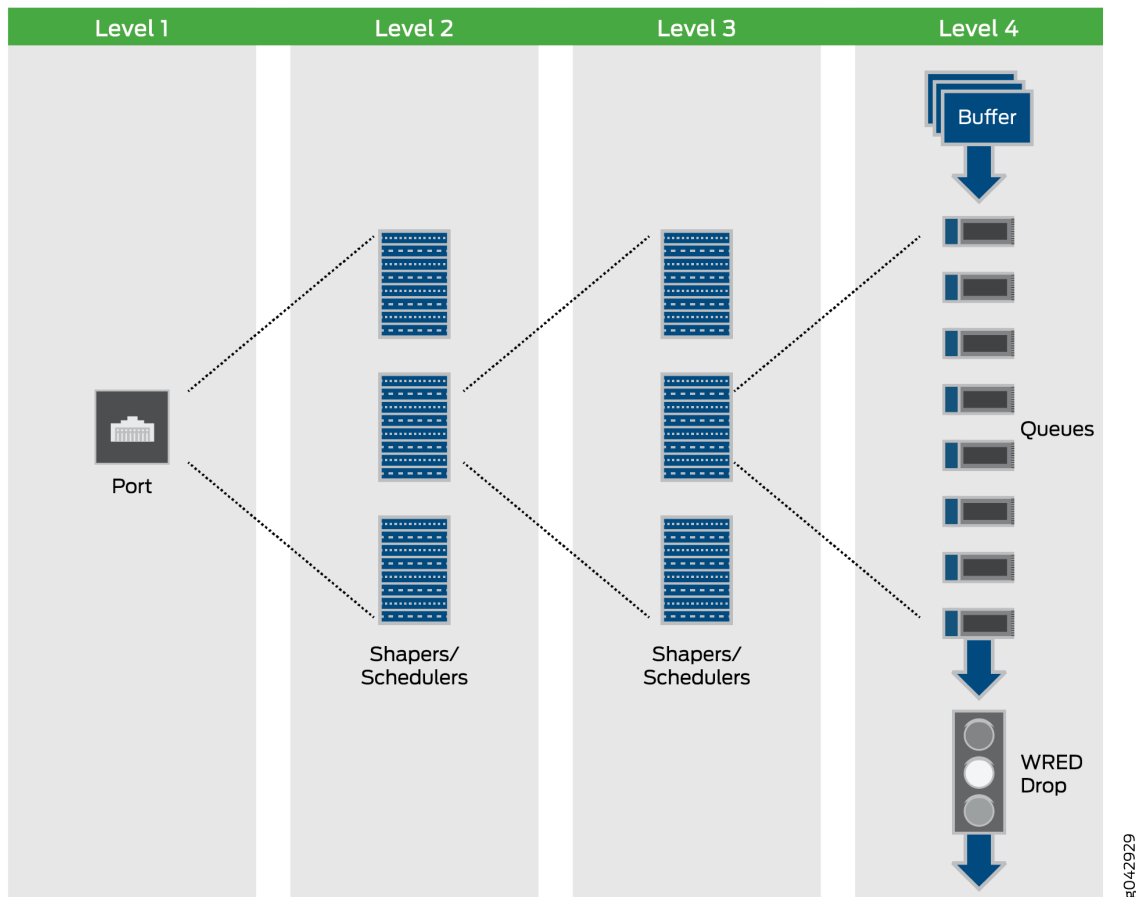 Level 1
Level 2
Level 3
Level 4
Buffer
Queues
Port
Shapers/
Schedulers
Shapers/
Schedulers
WRED
Drop
g042929